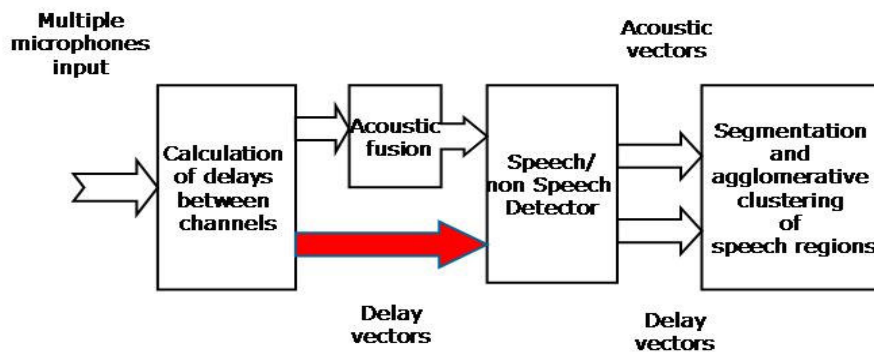 Multiple
microphones
input
Calculation
of delays
between
channels
Acoustic
fusion
Delay
vectors
Speech/
non Speech
Detector
Acoustic
vectors
Delay
vectors
Segmentation
and
agglomerative
clustering
of
speech regions